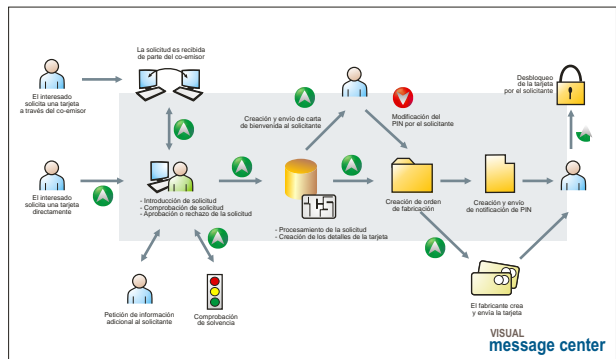 La solicitud es recibida
de parte del co-emisor
El interesado
solicita una tarjeta
a través del co-emisor
Creación y envío de carta
de bienvenida al solicitante
Modificación del
PIN por el solicitante
Desbloqueo
de la tarjeta
por el solicitante
El interesado
solicita una tarjeta
directamente
- Introducción de solicitud
- Comprobación de solicitud
- Aprobación o rechazo de la solicitud
- Procesamiento de la solicitud
- Creación de los detalles de la tarjeta
Creación de orden
de fabricación
Creación y envío
de notificación de PIN
Petición de información
adicional al solicitante
Comprobación
de solvencia
El fabricante crea
y envía la tarjeta
VISUAL
message center